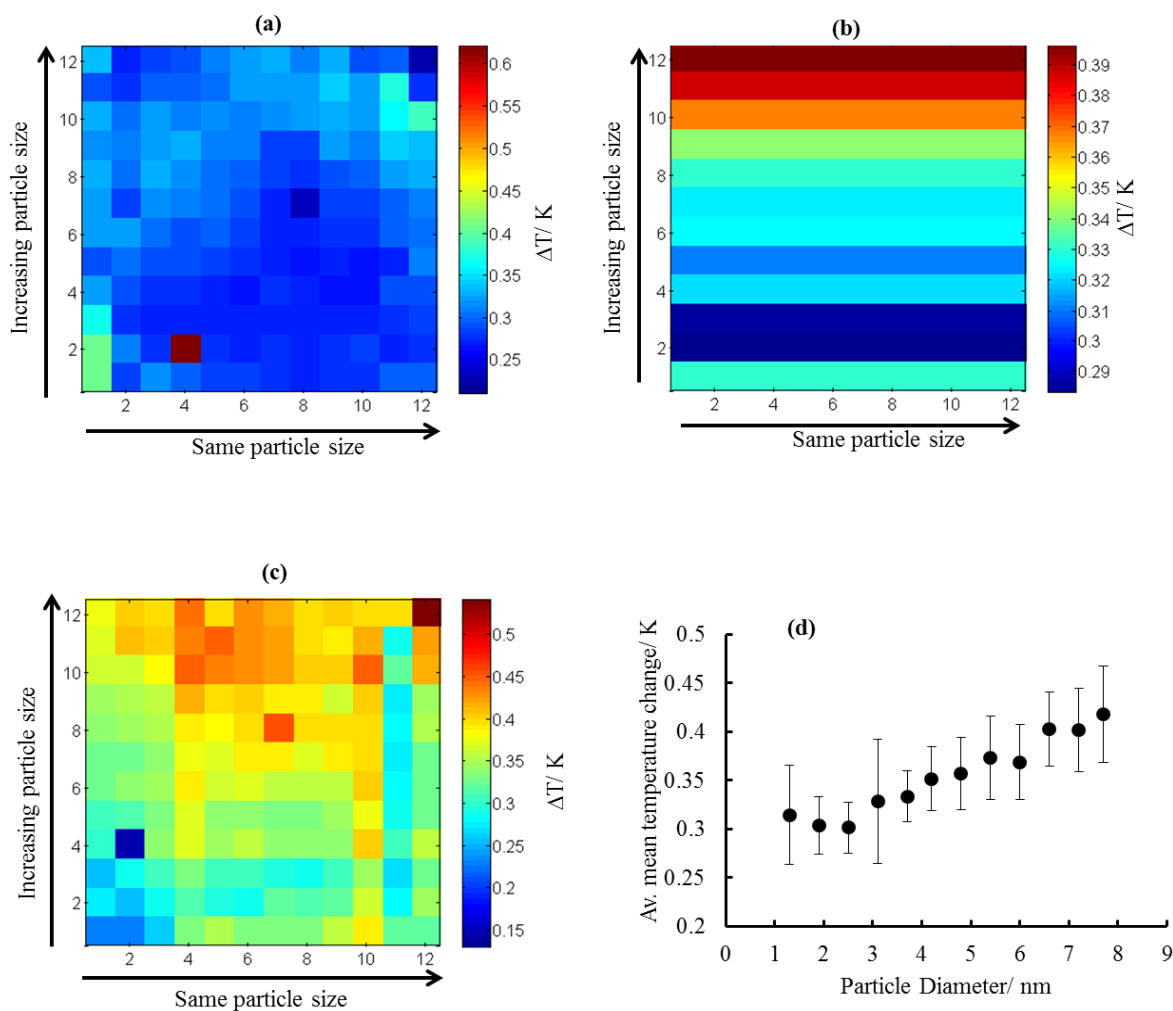 (a)
Increasing particle size
12
10
8
6
4
2
2 4 6 8 10 12
Same particle size
0.6
0.55
0.5
0.45
0.4
0.35
0.3
0.25
ΔT/ K
(b)
Increasing particle size
12
10
8
6
4
2
2 4 6 8 10 12
Same particle size
0.39
0.38
0.37
0.36
0.35
0.34
0.33
0.32
0.31
0.3
0.29
ΔT/ K
(c)
Increasing particle size
12
10
8
6
4
2
2 4 6 8 10 12
Same particle size
0.5
0.45
0.4
0.35
0.3
0.25
0.2
0.15
ΔT/ K
(d)
Av. mean temperature change/ K
0.5
0.45
0.4
0.35
0.3
0.25
0.2
0 1 2 3 4 5 6 7 8 9
Particle Diameter/ nm